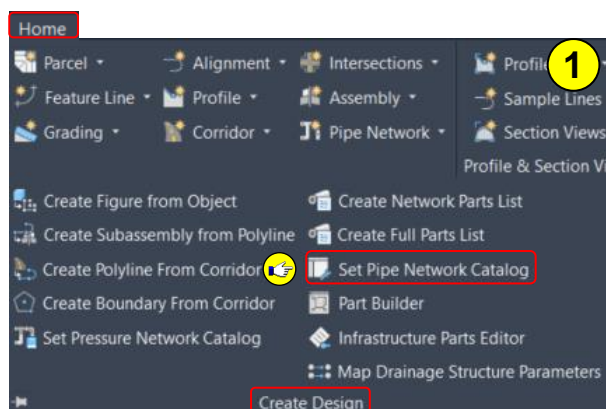 Home
Parcel Alignment Intersections Profile 1
Feature Line Profile Assembly Sample Lines
Grading Corridor Pipe Network Section Views
Profile & Section Vi
Create Figure from Object Create Network Parts List
Create Subassembly from Polyline Create Full Parts List
Create Polyline From Corridor Set Pipe Network Catalog
Create Boundary From Corridor Part Builder
Set Pressure Network Catalog Infrastructure Parts Editor
Map Drainage Structure Parameters
Create Design